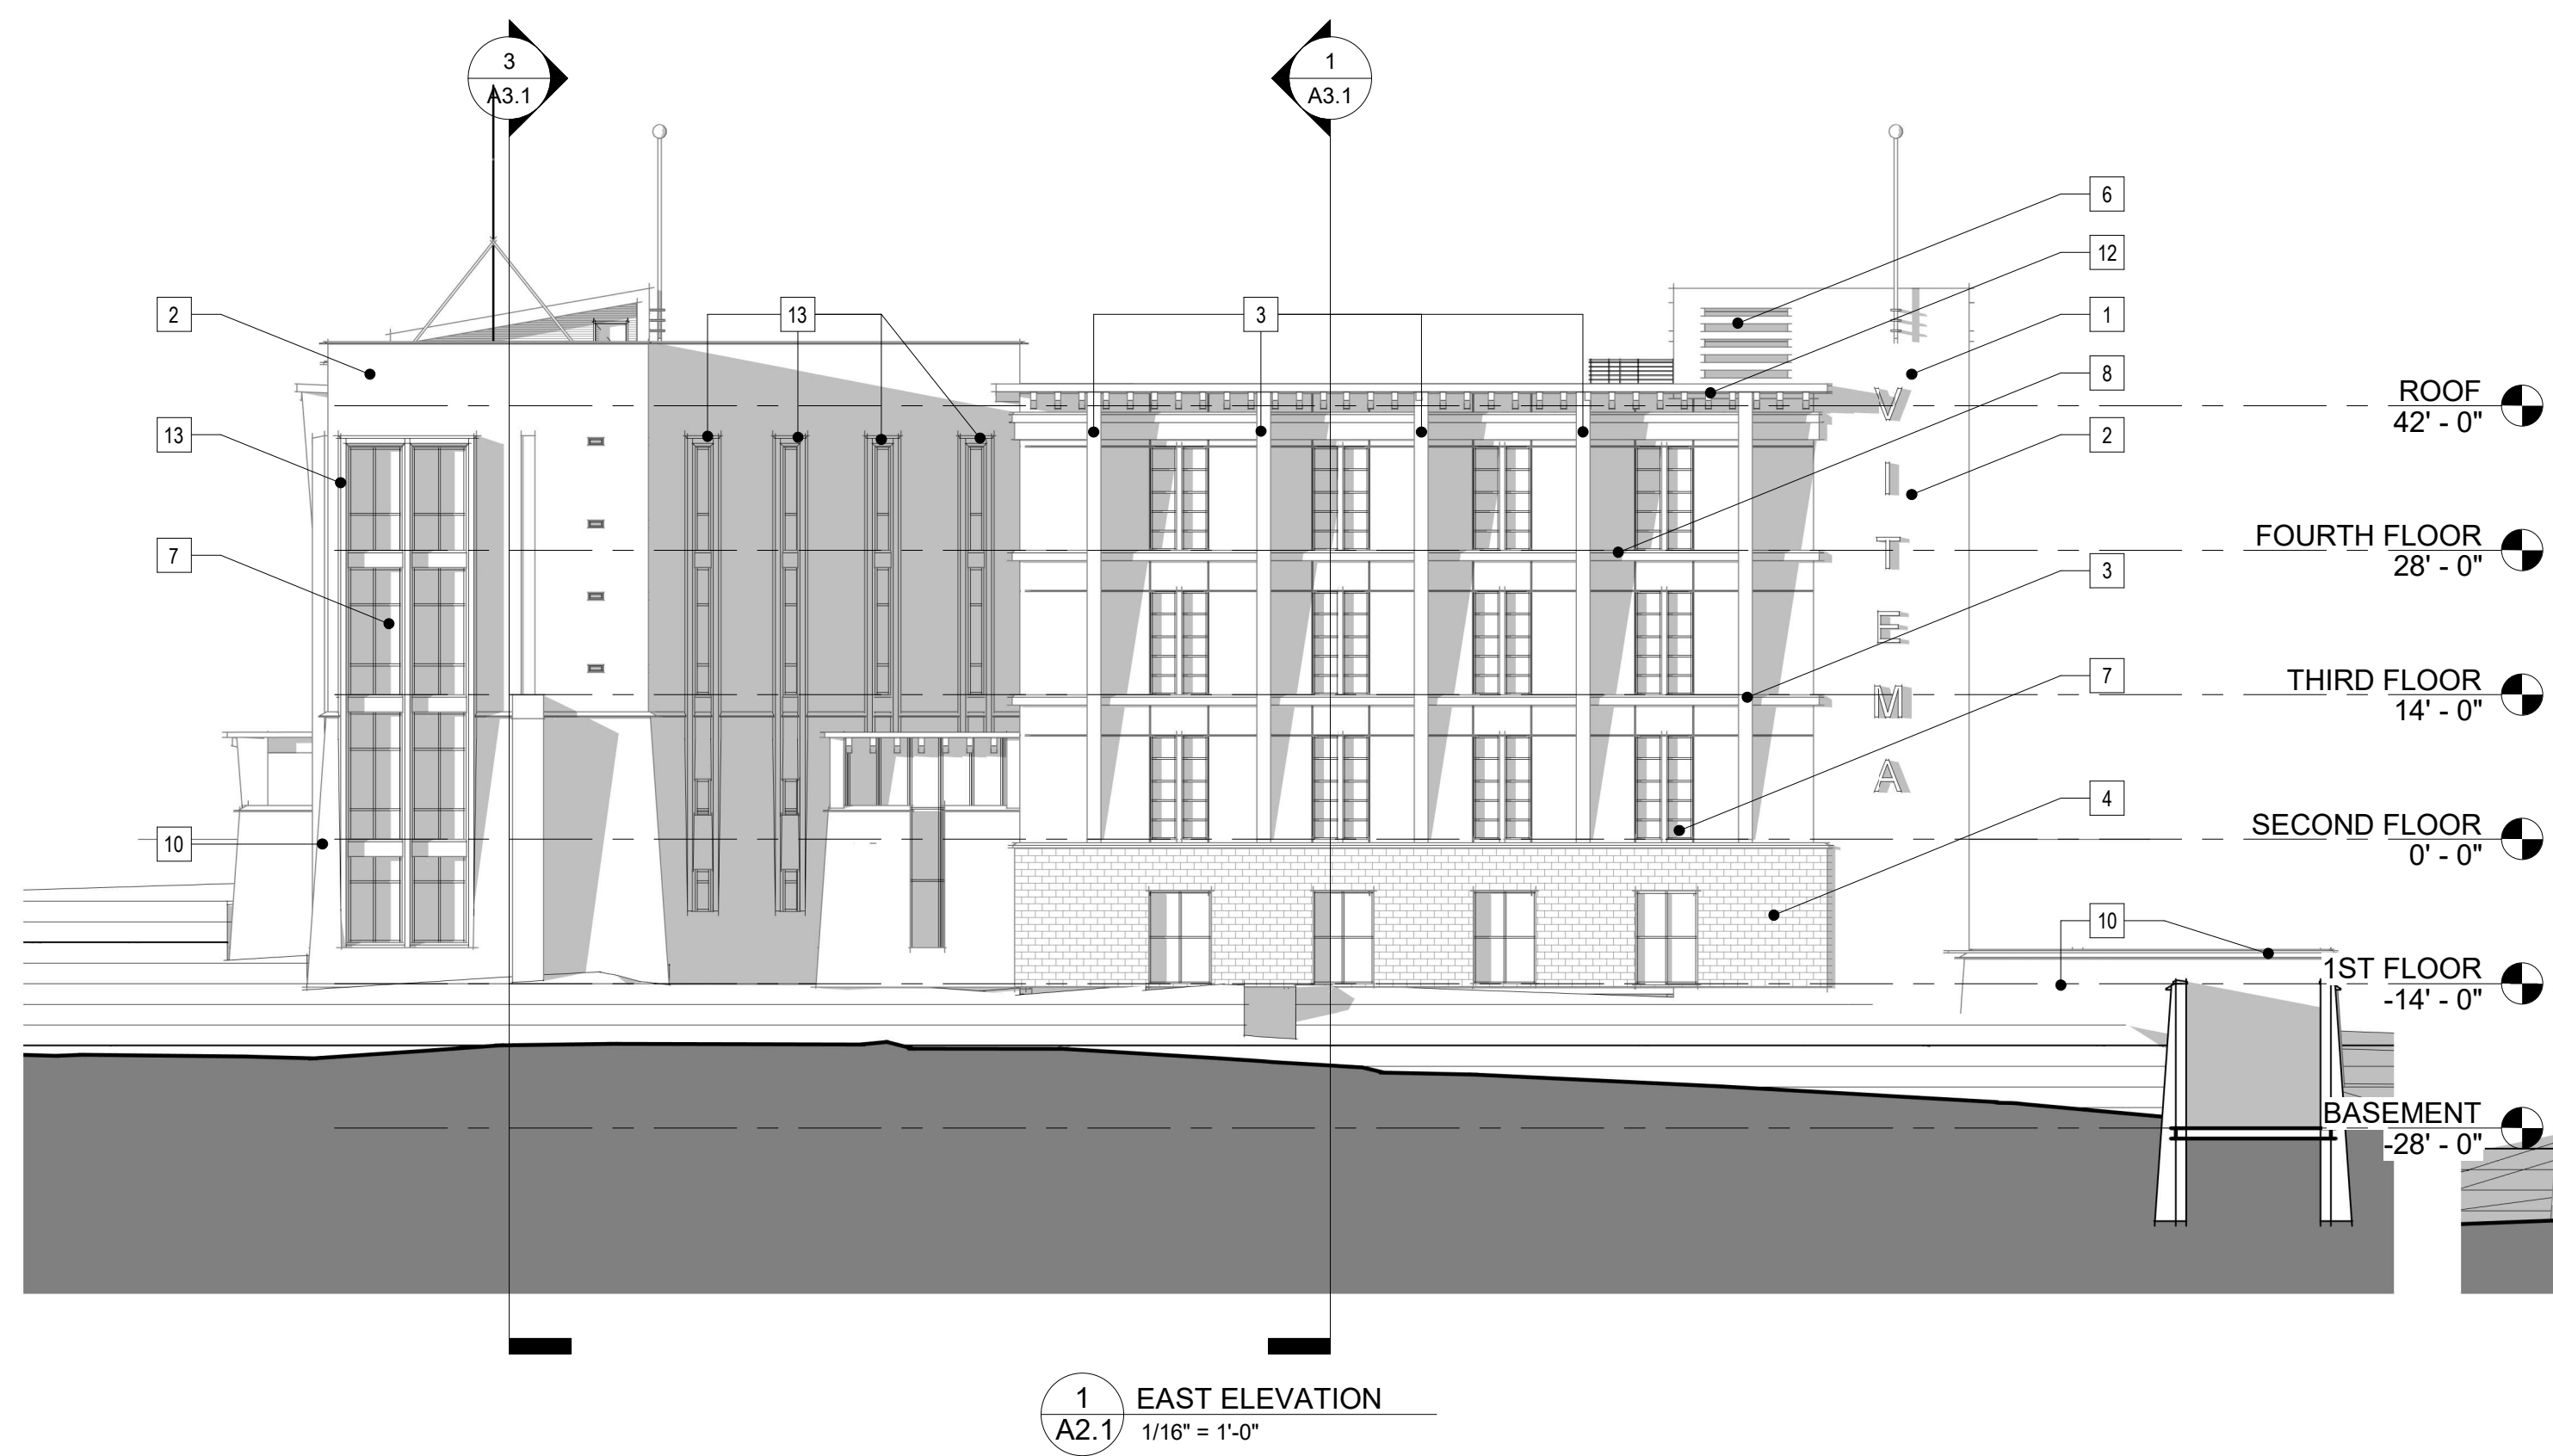 3
A3.1
1
A3.1
6
12
2
13
3
1
8
ROOF
42' - 0"
13
2
7
FOURTH FLOOR
28' - 0"
3
7
THIRD FLOOR
14' - 0"
V
I
T
E
M
A
4
10
SECOND FLOOR
0' - 0"
10
1ST FLOOR
-14' - 0"
BASEMENT
-28' - 0"
1
A2.1
EAST ELEVATION
1/16" = 1'-0"